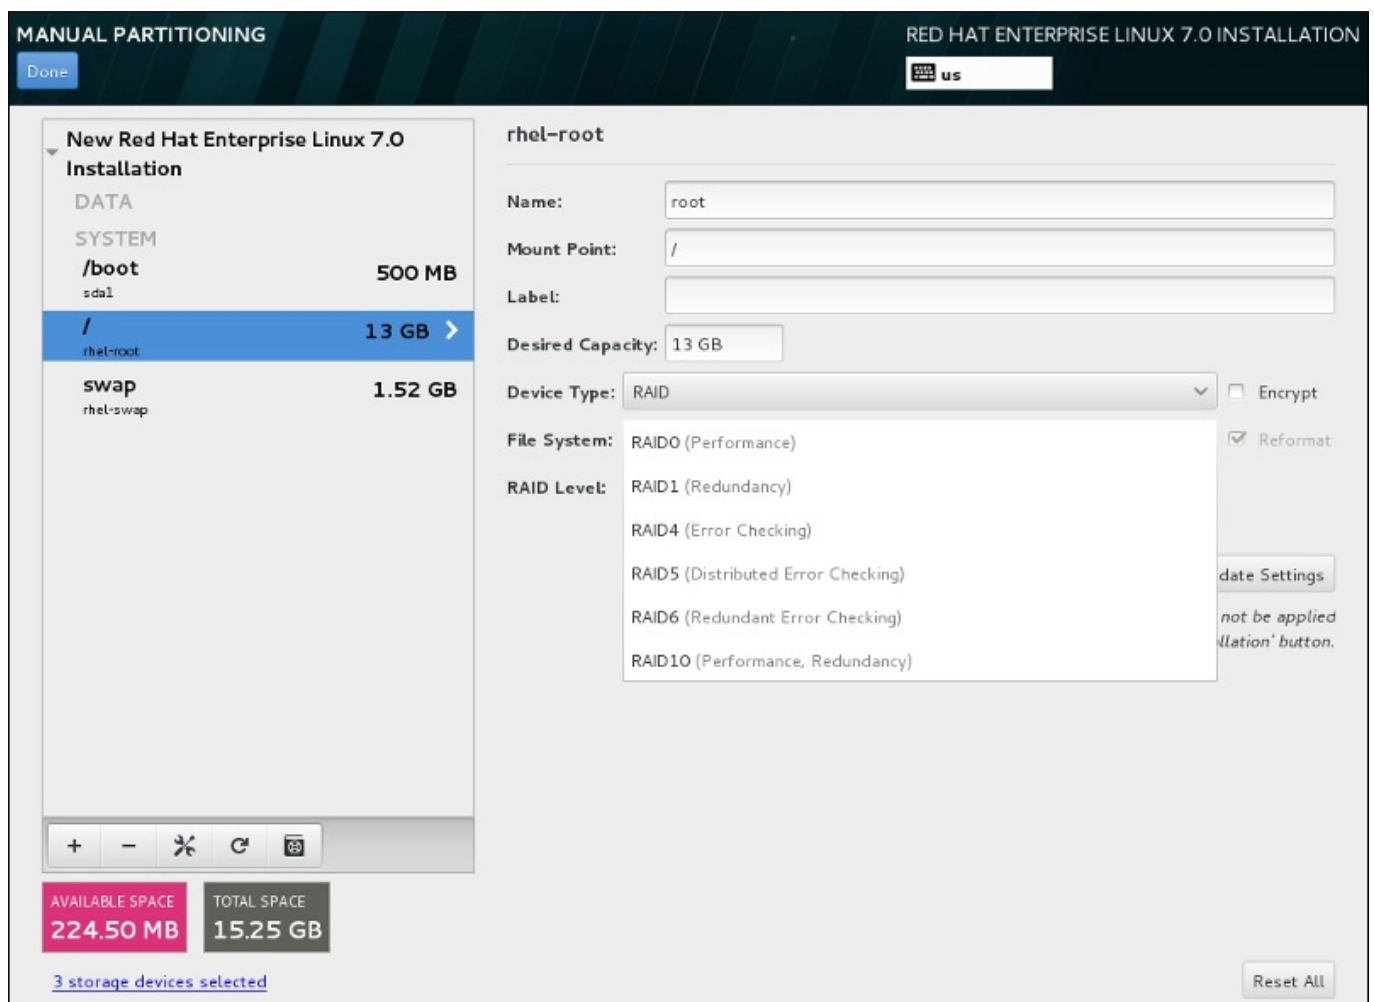 MANUAL PARTITIONING
RED HAT ENTERPRISE LINUX 7.0 INSTALLATION
Done
us
New Red Hat Enterprise Linux 7.0
Installation
DATA
SYSTEM
/boot
500 MB
sda1
/
13 GB
rhel-root
swap
1.52 GB
rhel-swap
+ −
AVAILABLE SPACE
224.50 MB
TOTAL SPACE
15.25 GB
3 storage devices selected
rhel-root
Name: root
Mount Point: /
Label:
Desired Capacity: 13 GB
Device Type: RAID
Encrypt
File System:
Reformat
RAID Level:
RAID0 (Performance)
RAID1 (Redundancy)
RAID4 (Error Checking)
RAID5 (Distributed Error Checking)
RAID6 (Redundant Error Checking)
RAID10 (Performance, Redundancy)
date Settings
not be applied
llation' button.
Reset All